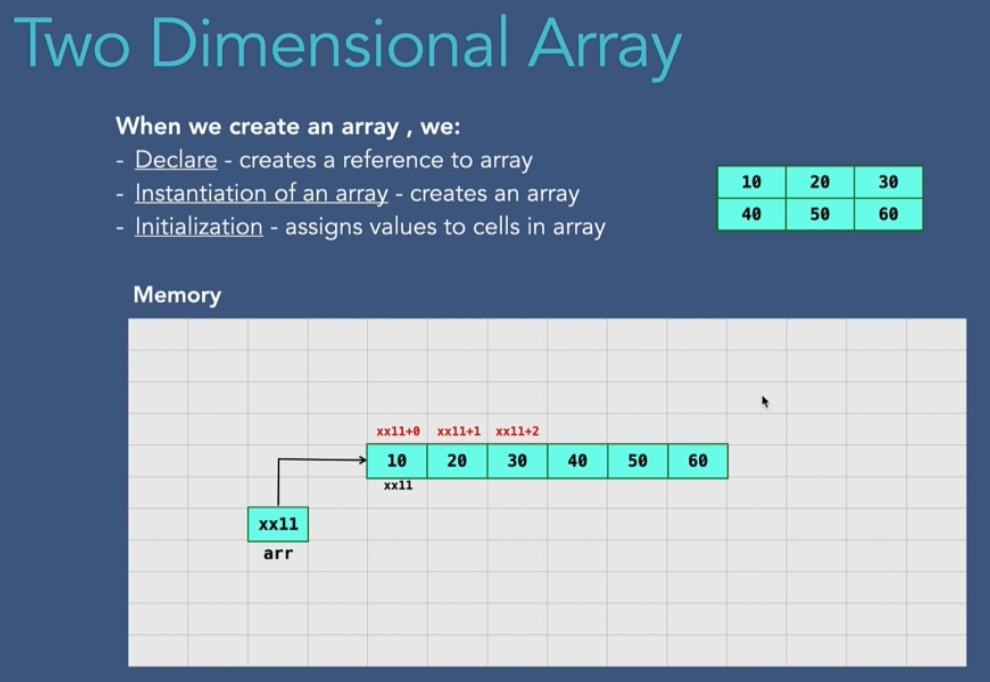 Two Dimensional Array
When we create an array , we:
- Declare - creates a reference to array
- Instantiation of an array - creates an array
- Initialization - assigns values to cells in array
10 20 30
40 50 60
Memory
xx11+0 xx11+1 xx11+2
10 20 30 40 50 60
xx11
xx11
arr